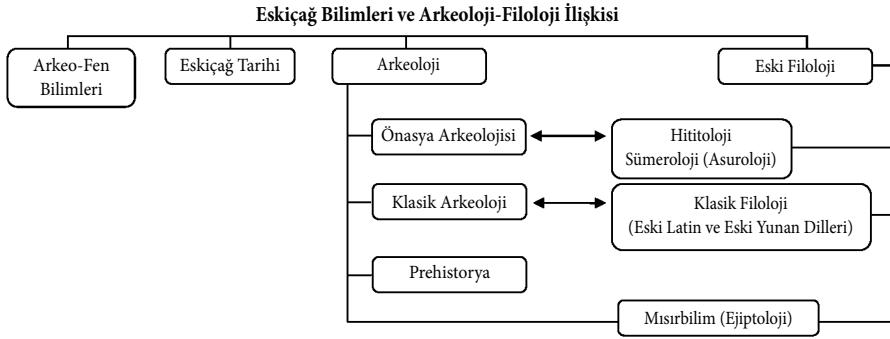 Eskiçağ Bilimleri ve Arkeoloji-Filoloji İlişkisi
Arkeo-Fen
Bilimleri
Eskiçağ Tarihi
Arkeoloji
Eski Filoloji
Önasya Arkeolojisi
Hititoloji
Sümeroloji (Asuroloji)
Klasik Arkeoloji
Klasik Filoloji
(Eski Latin ve Eski Yunan Dilleri)
Prehistorya
Mısırbilim (Ejiptoloji)